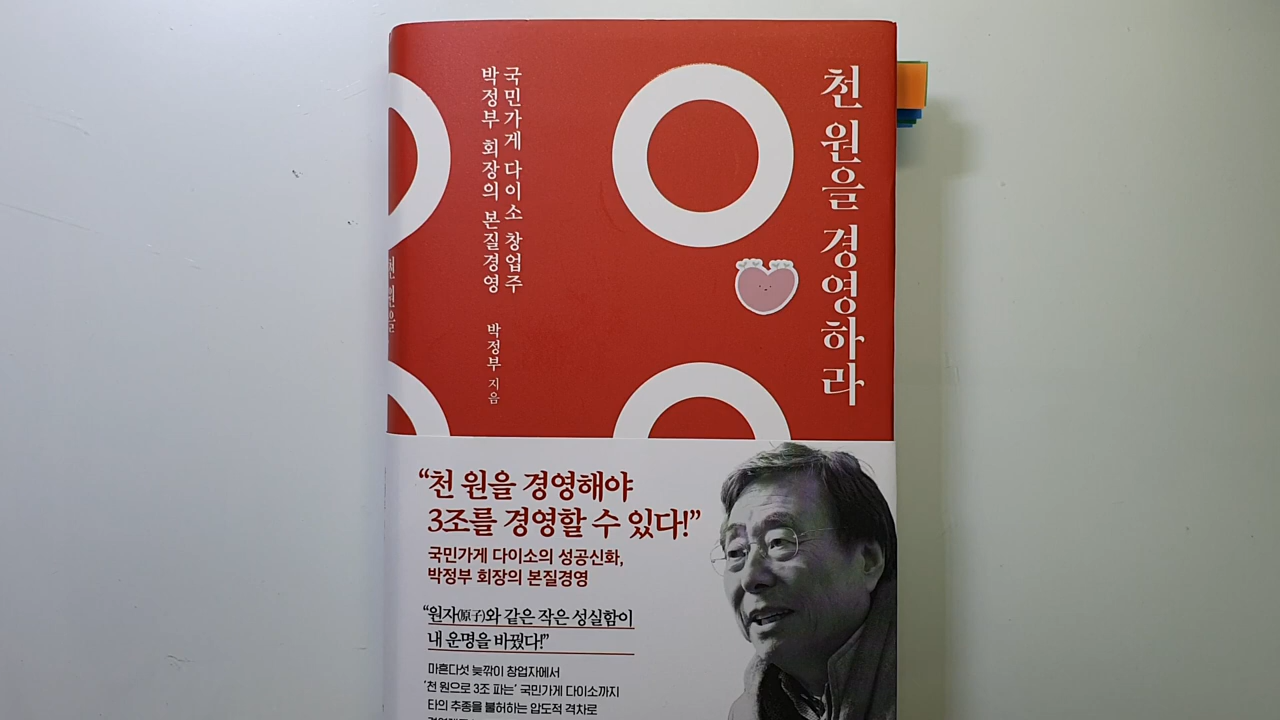 천 원을 경영하라
국민가게 다이소 창업주
박정부 회장의 본질경영
박정부 지음
천 원을
“천 원을 경영해야
3조를 경영할 수 있다!”
국민가게 다이소의 성공신화,
박정부 회장의 본질경영
“원자(原子)와 같은 작은 성실함이
내 운명을 바꿨다!”
마흔다섯 늦깎이 창업자에서
‘천 원으로 3조 파는’ 국민가게 다이소까지
타의 추종을 불허하는 압도적 격차로